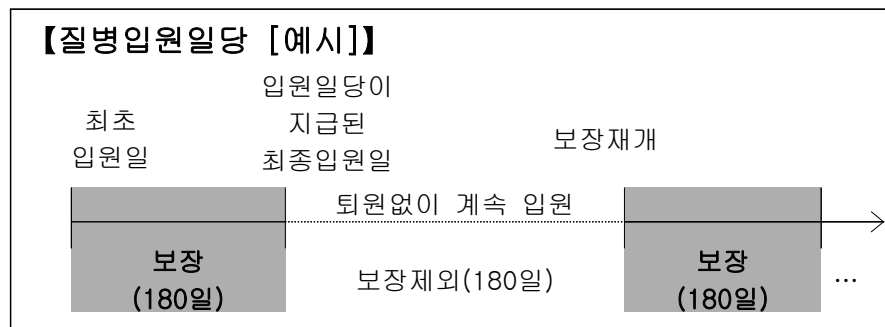 【질병입원일당 [예시]】
최초
입원일
입원일당이
지급된
최종입원일
보장재개
퇴원없이 계속 입원
보장
(180일)
보장제외(180일)
보장
(180일)
…